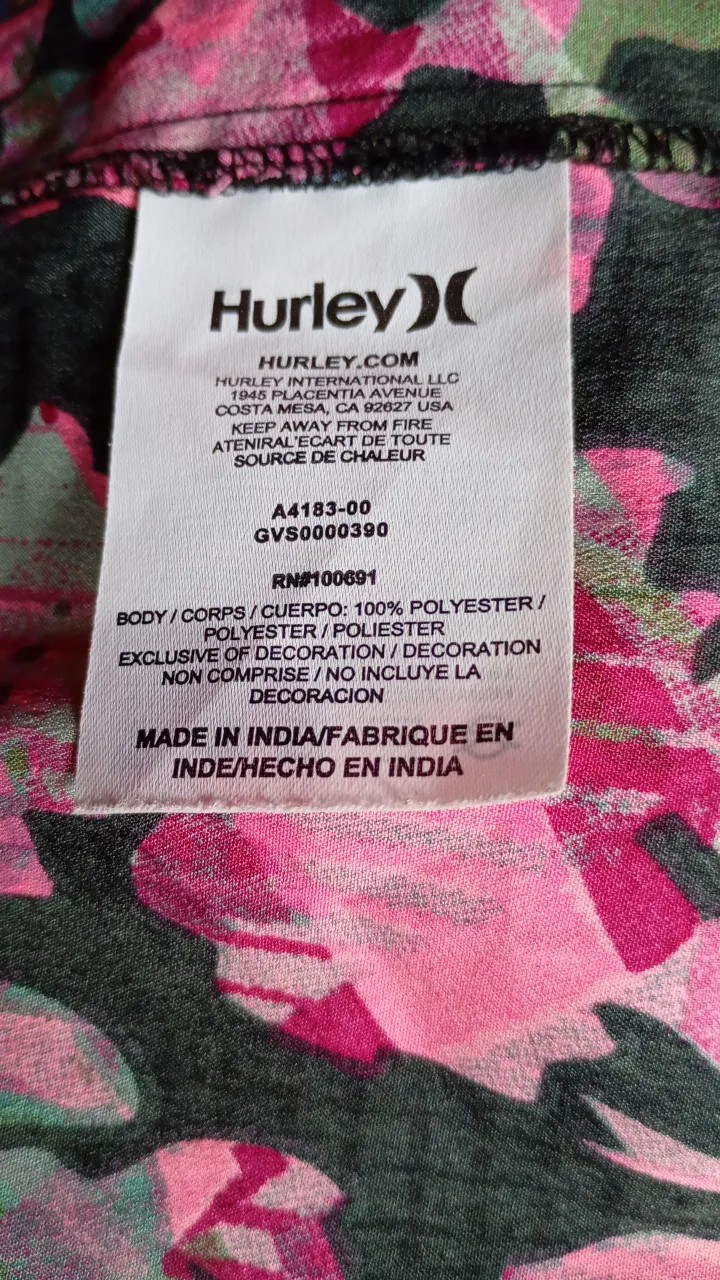 Hurley
HURLEY.COM
HURLEY INTERNATIONAL LLC
1945 PLACENTIA AVENUE
COSTA MESA, CA 92627 USA
KEEP AWAY FROM FIRE
ATENIRAL'ECART DE TOUTE
SOURCE DE CHALEUR
A4183-00
GVS0000390
RN#100691
BODY / CORPS / CUERPO: 100% POLYESTER /
POLYESTER / POLIESTER
EXCLUSIVE OF DECORATION / DECORATION
NON COMPRISE / NO INCLUYE LA
DECORACION
MADE IN INDIA/FABRIQUE EN
INDE/HECHO EN INDIA